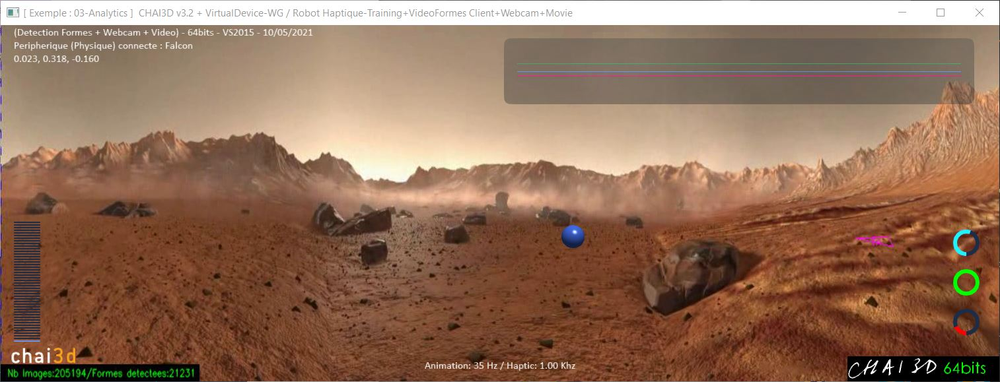 [ Exemple : 03-Analytics ]  CHAI3D v3.2 + VirtualDevice-WG / Robot Haptique-Training+VideoFormes Client+Webcam+Movie
(Detection Formes + Webcam + Video) - 64bits - VS2015 - 10/05/2021
Peripherique (Physique) connecte : Falcon
0.023, 0.318, -0.160
chai3d
Nb Images:205194/Formes detectees:21231
Animation: 35 Hz / Haptic: 1.00 Khz
CHAI 3D 64bits